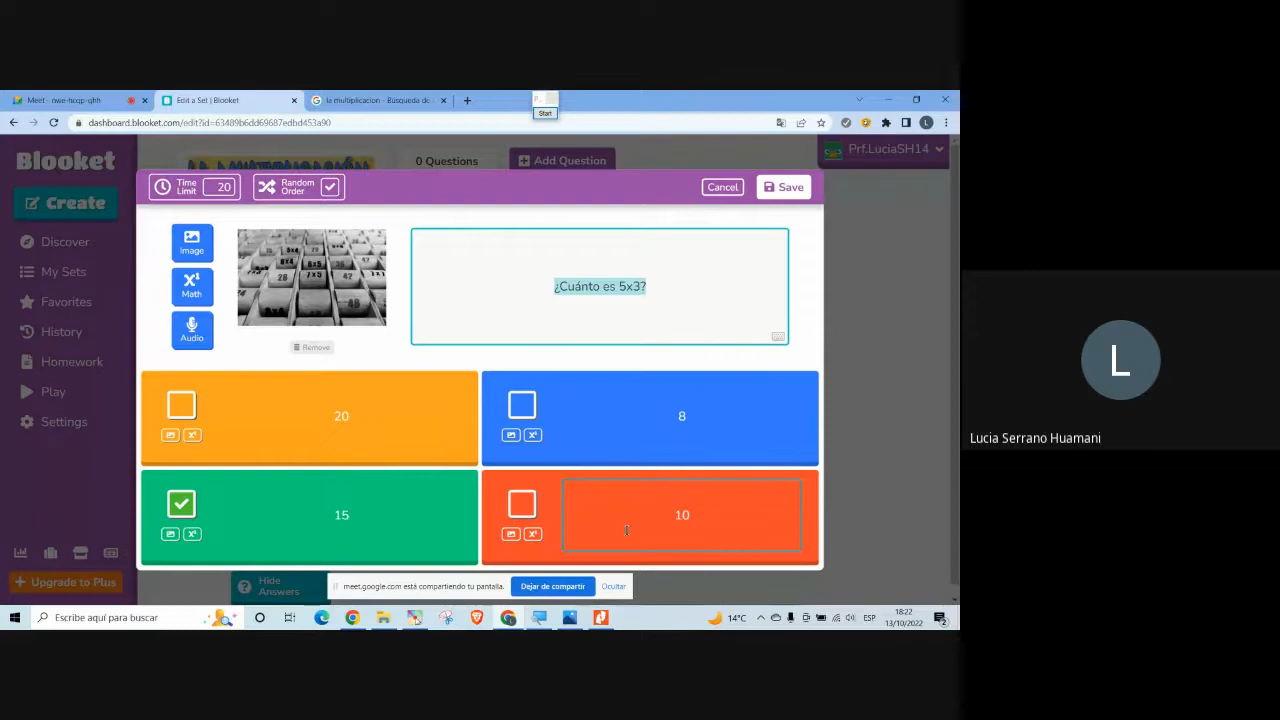 Meet - nwe-hcqp-qhh
Edit a Set | Blooket
la multiplicacion - Búsqueda de
Start
dashboard.blooket.com/edit?id=63489b6dd69687edbd453a90
Blooket
0 Questions
Add Question
Prf.LuciaSH14
Time Limit 20
Random Order
Cancel
Save
Create
Discover
My Sets
Favorites
History
Homework
Play
Settings
Upgrade to Plus
Image
Math
Audio
Remove
¿Cuánto es 5x3?
20
8
15
10
Hide Answers
meet.google.com está compartiendo tu pantalla.
Dejar de compartir
Ocultar
Escribe aquí para buscar
14°C
ESP
18:22
13/10/2022
L
Lucia Serrano Huamani